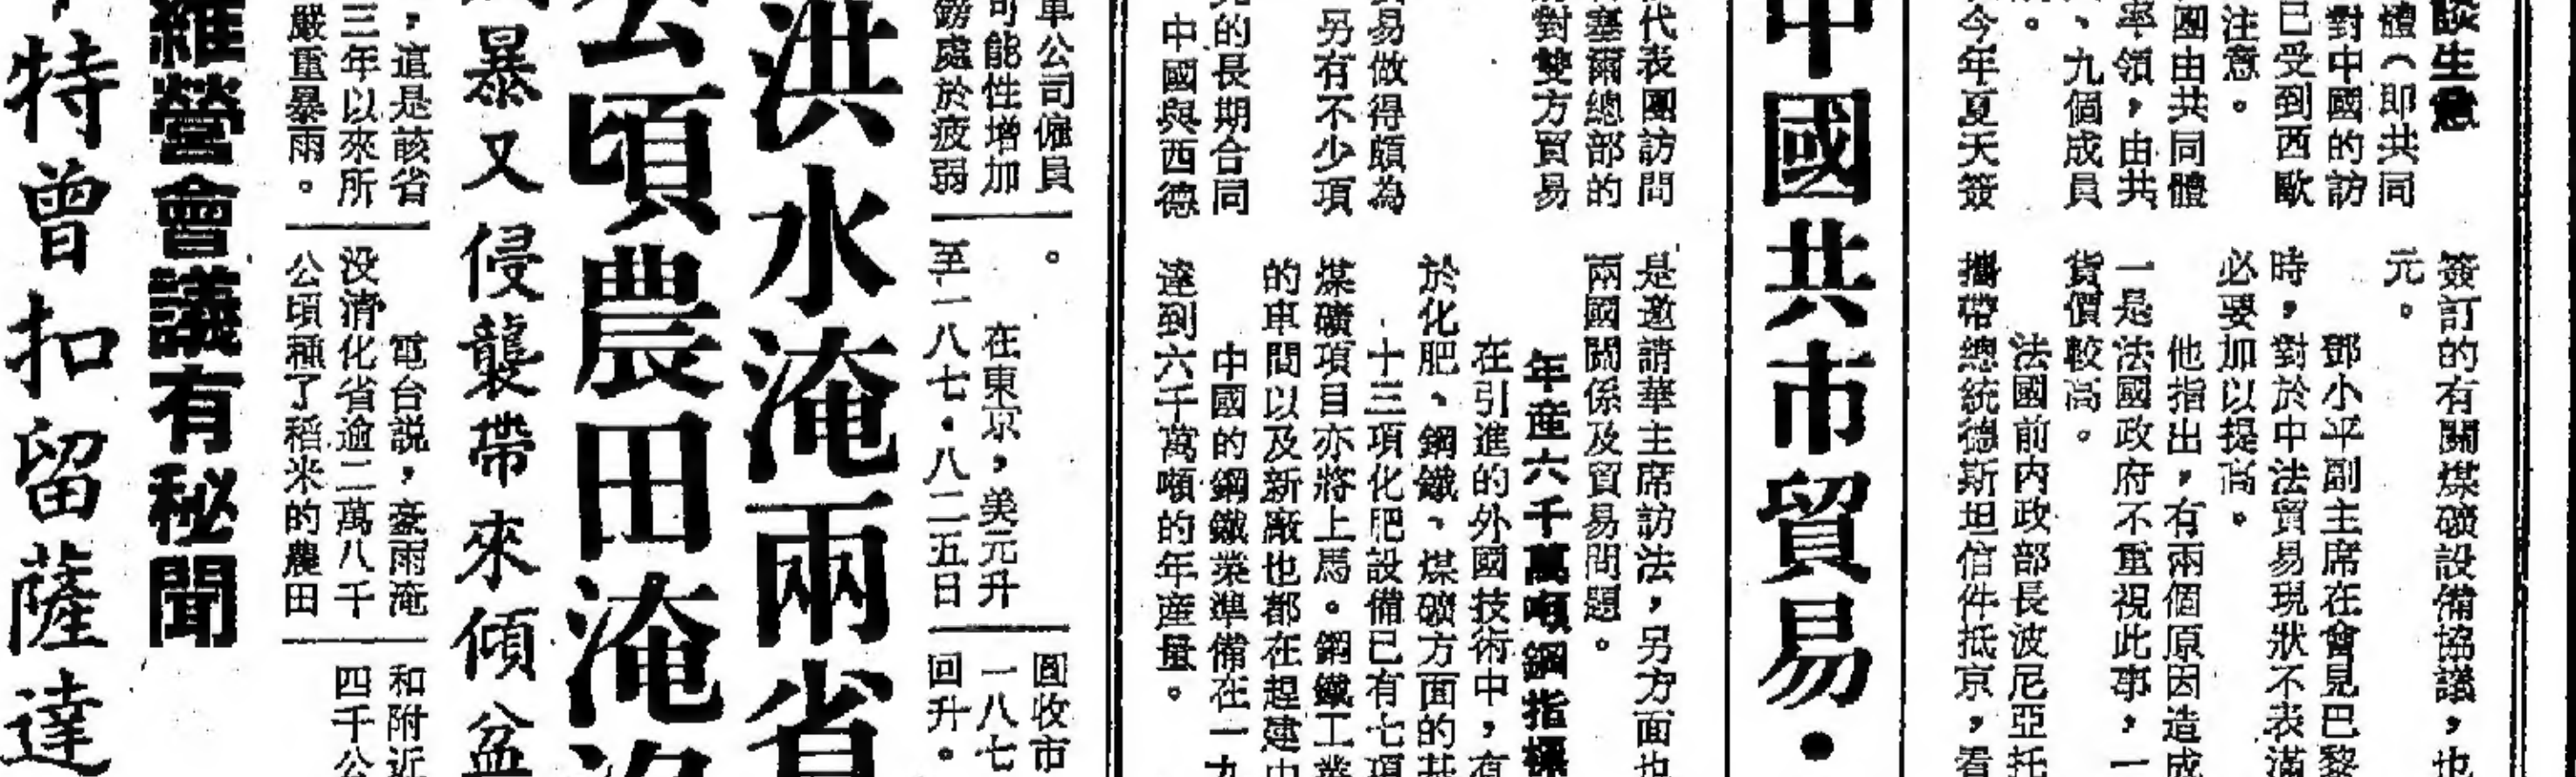 談生意
體（即共同
對中國的訪
已受到西歐
注意。
團由共同體
率領，由共
、九個成員
。
今年夏天簽
簽訂的有關煤礦設備協議，也
元。
鄧小平副主席在會見巴黎
時，對於中法貿易現狀不表滿
必要加以提高。
他指出，有兩個原因造成
一是法國政府不重視此事，一
貨價較高。
法國前內政部長波尼亞托
攜帶總統德斯坦信件抵京，看
中國共市貿易•
代表團訪問
塞爾總部的
對雙方貿易
易做得頗為
另有不少項
的長期合同
中國與西德
是邀請華主席訪法，另方面也
兩國關係及貿易問題。
年產六千萬噸鋼指標
在引進的外國技術中，有
於化肥、鋼鐵、煤礦方面的甚
十三項化肥設備已有七項
煤礦項目亦將上馬。鋼鐵工業
的車間以及新廠也都在趕建中
中國的鋼鐵業準備在一九
達到六千萬噸的年產量。
單公司僱員
可能性增加
鎊處於疲弱
。
在東京，美元升
至一八七・八二五日
圓收市
一八七
回升。
洪水淹兩省
公頃農田淹沒
暴又侵襲帶來傾盆
，這是該省
三年以來所
嚴重暴雨。
電台説，豪雨淹
没清化省逾二萬八千
公頃種了稻米的農田
和附近
四千公
維營會議有秘聞
特曾扣留薩達